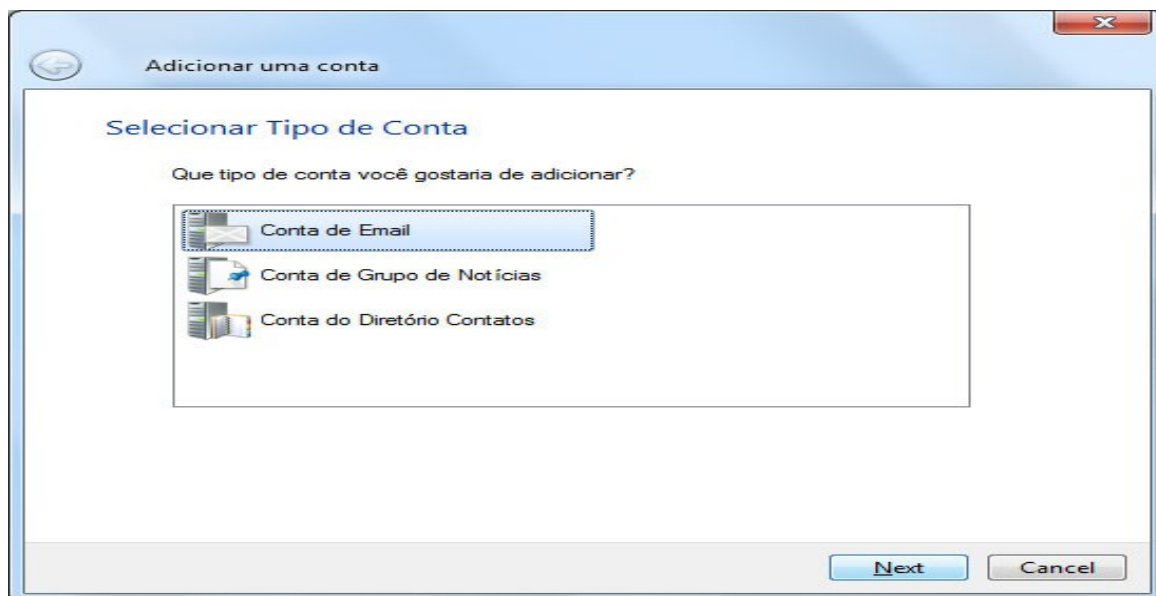 Adicionar uma conta
Selecionar Tipo de Conta
Que tipo de conta você gostaria de adicionar?
Conta de Email
Conta de Grupo de Notícias
Conta do Diretório Contatos
Next
Cancel